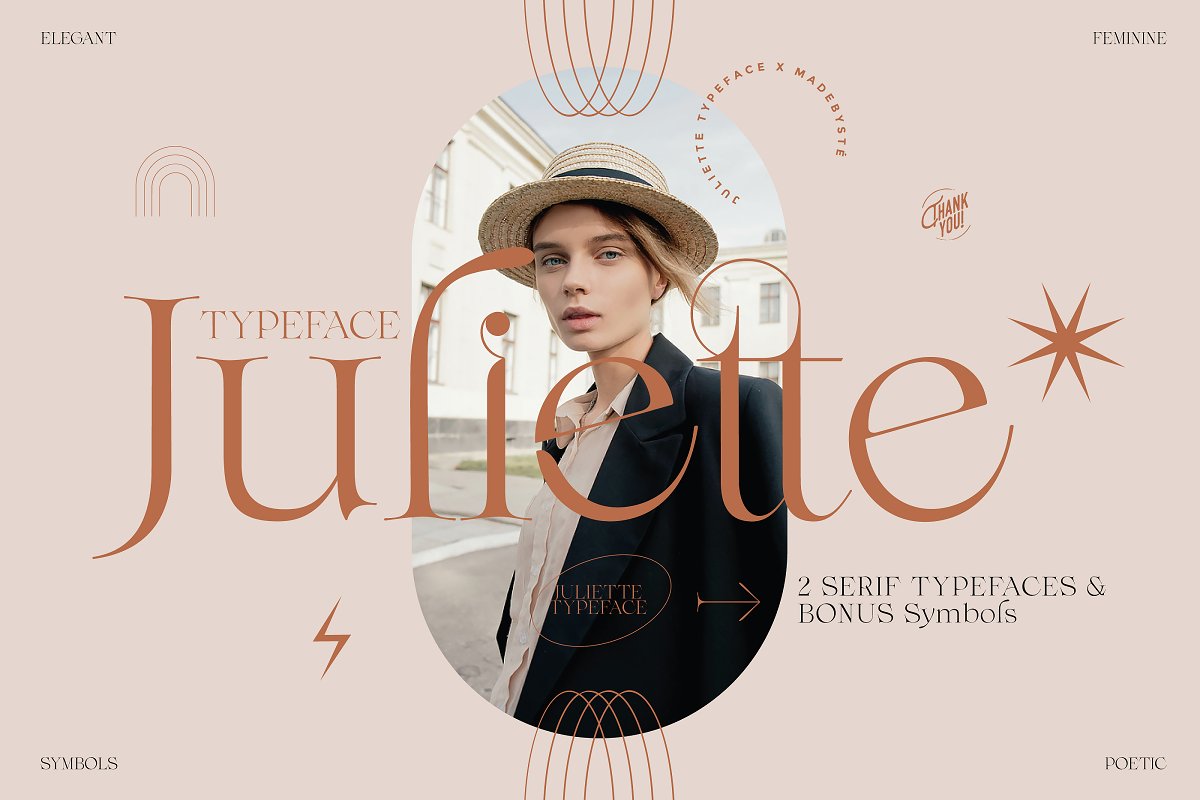 ELEGANT
FEMININE
JULIETTE TYPEFACE X MADEBYSTÉ
THANK
YOU!
TYPEFACE
Juliette*
JULIETTE
TYPEFACE
2 SERIF TYPEFACES &
BONUS Symbols
SYMBOLS
POETIC